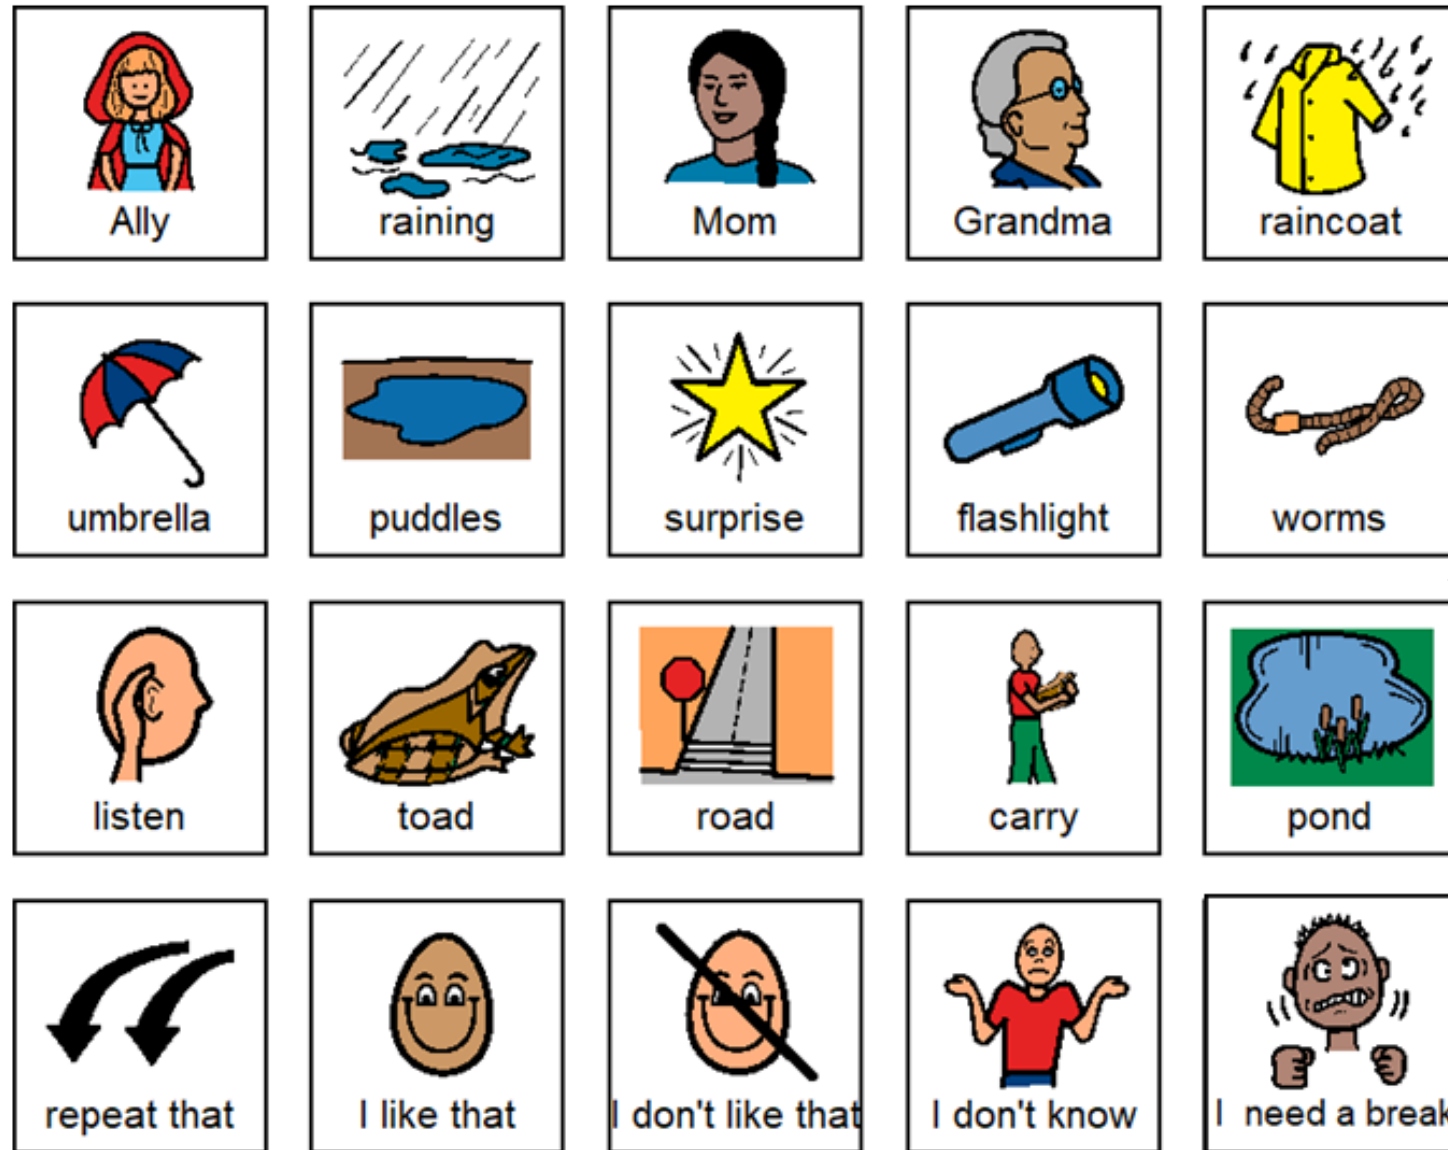 Ally
raining
Mom
Grandma
raincoat
umbrella
puddles
surprise
flashlight
worms
listen
toad
road
carry
pond
repeat that
I like that
I don't like that
I don't know
I need a break